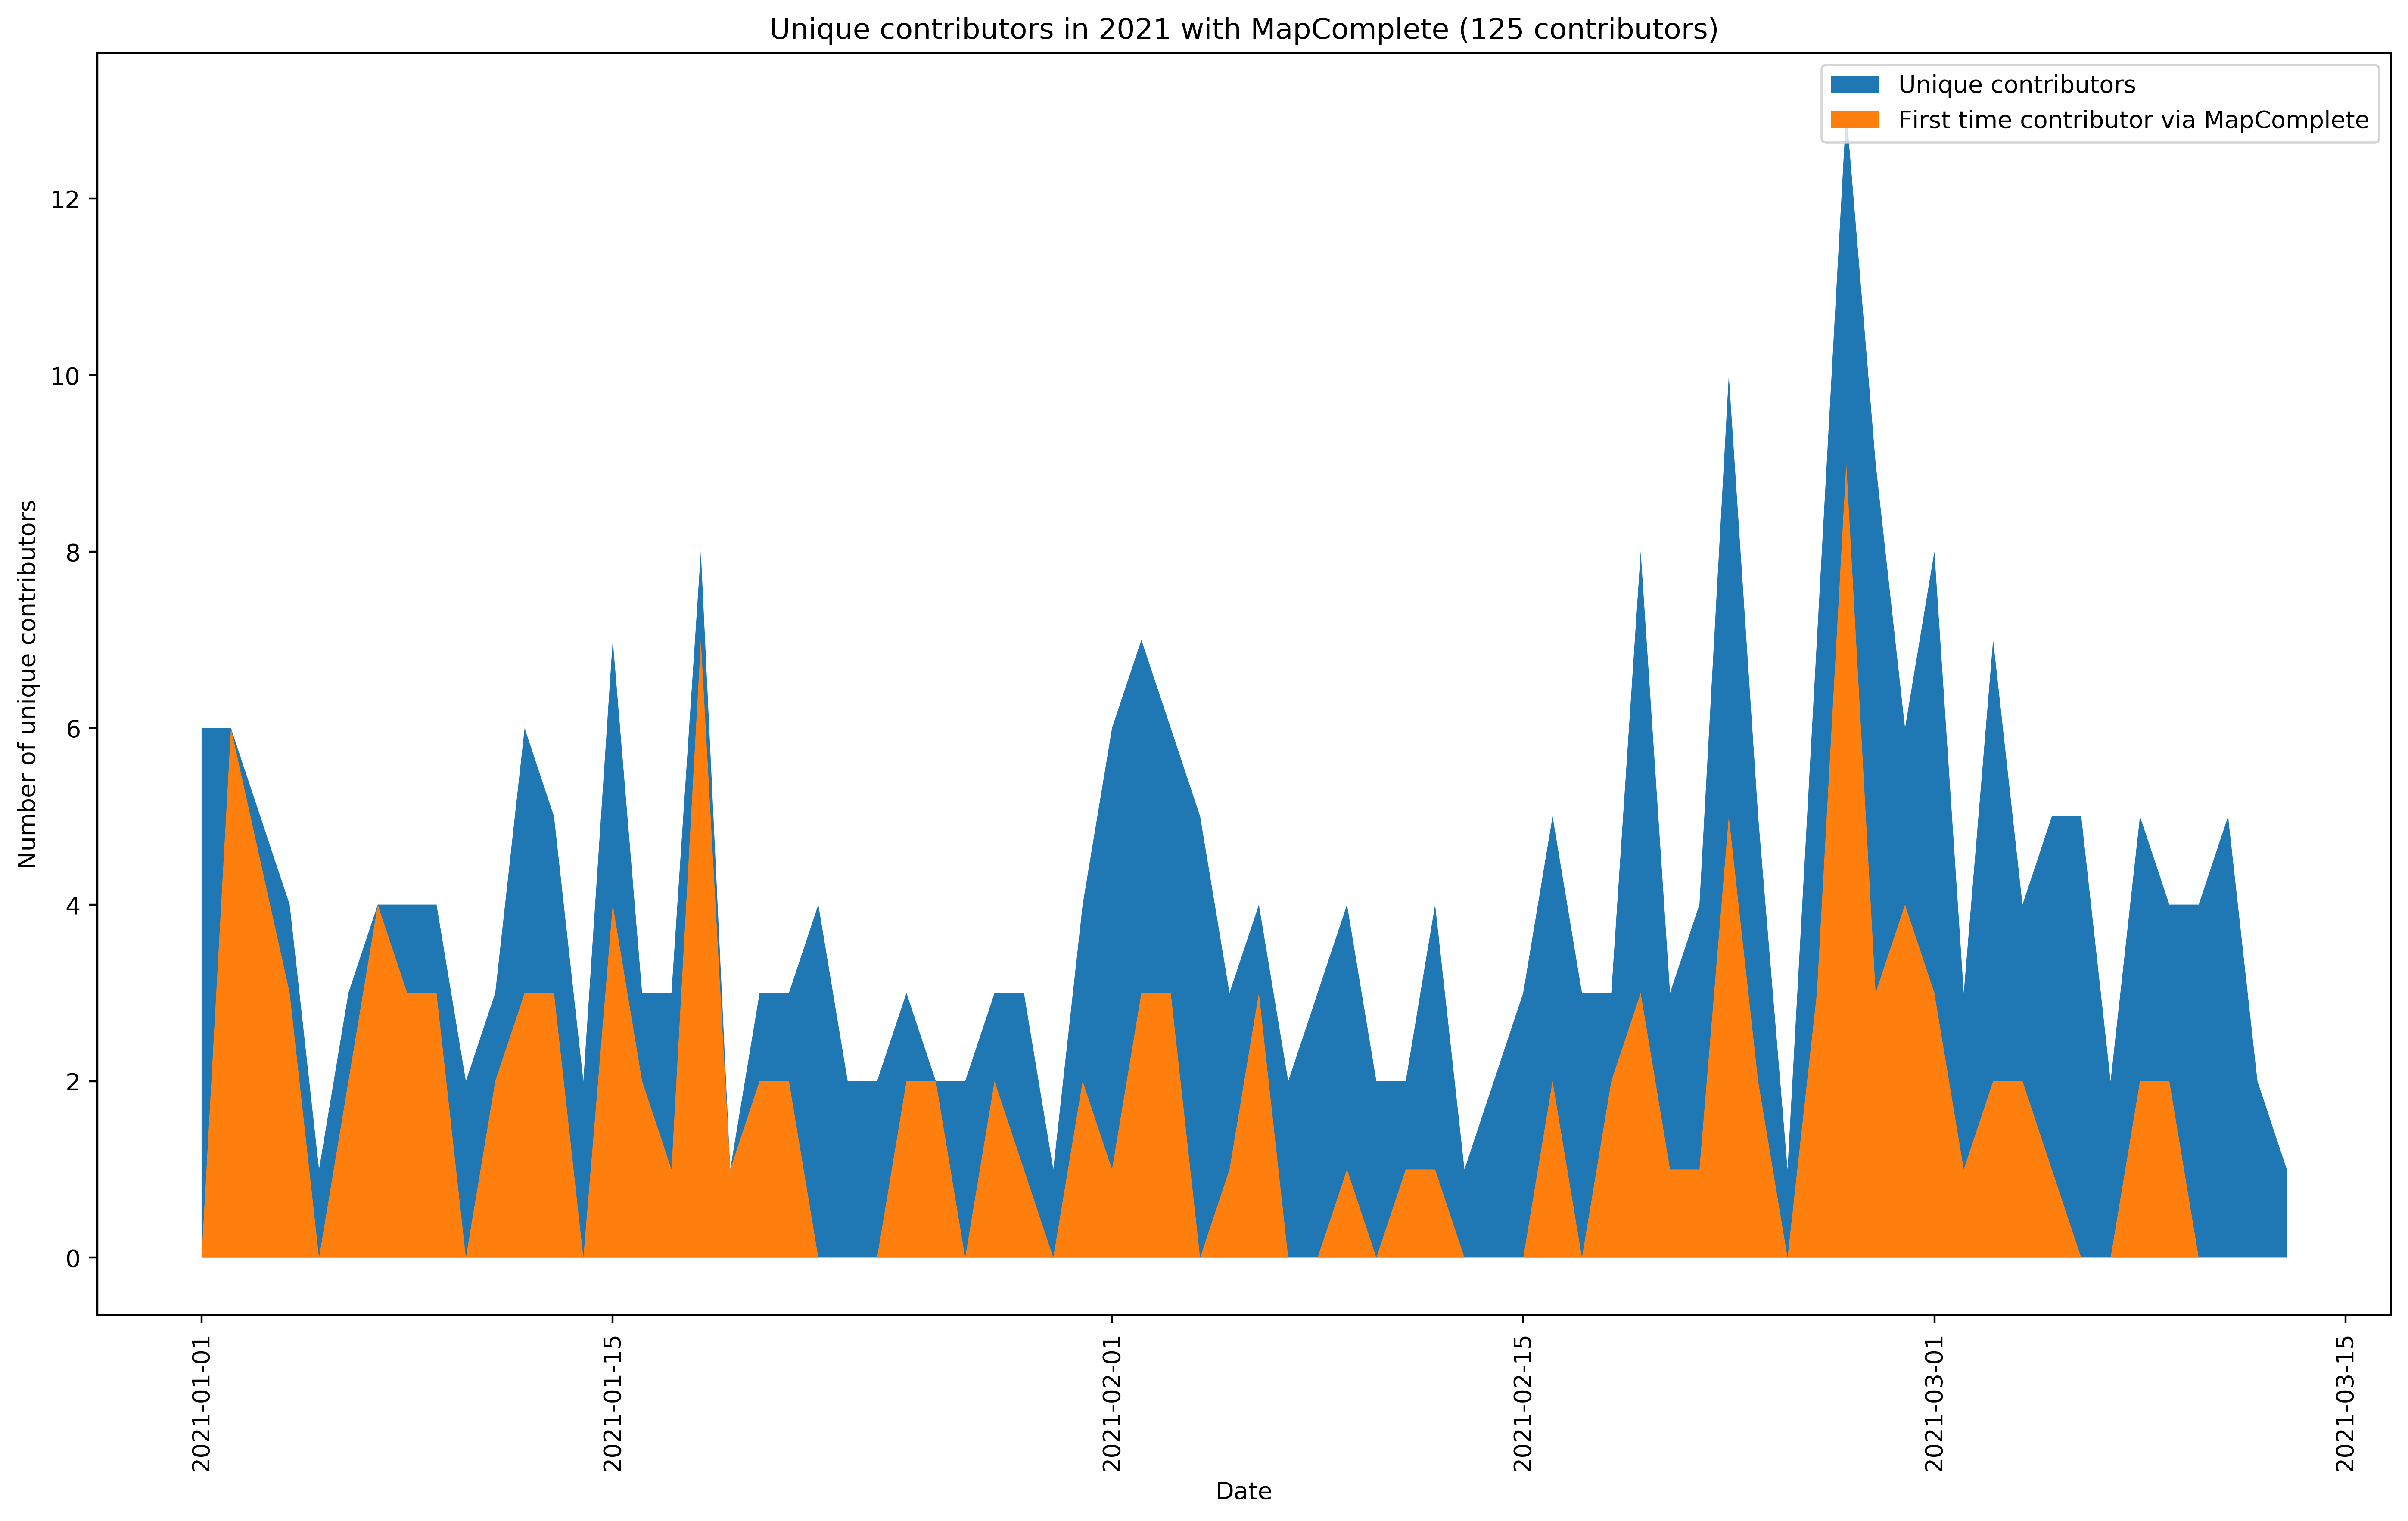 Unique contributors in 2021 with MapComplete (125 contributors)
Unique contributors
First time contributor via MapComplete
Number of unique contributors
12
10
8
6
4
2
0
2021-01-01
2021-01-15
2021-02-01
2021-02-15
2021-03-01
2021-03-15
Date